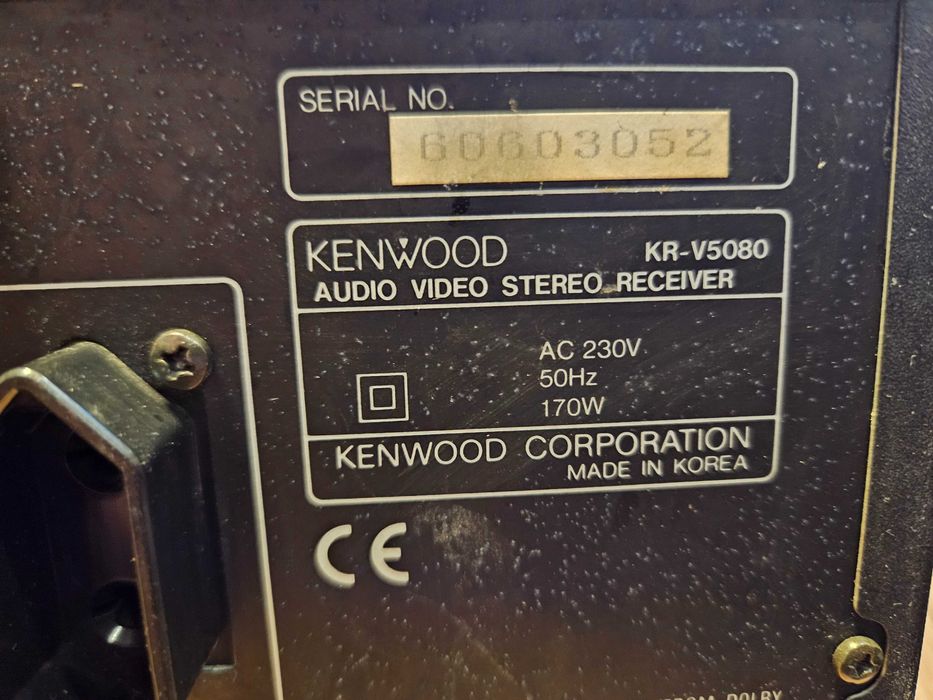 SERIAL NO.
60603052
KENWOOD KR-V5080
AUDIO VIDEO STEREO RECEIVER
AC 230V
50Hz
170W
KENWOOD CORPORATION
MADE IN KOREA
CE
DOLBY